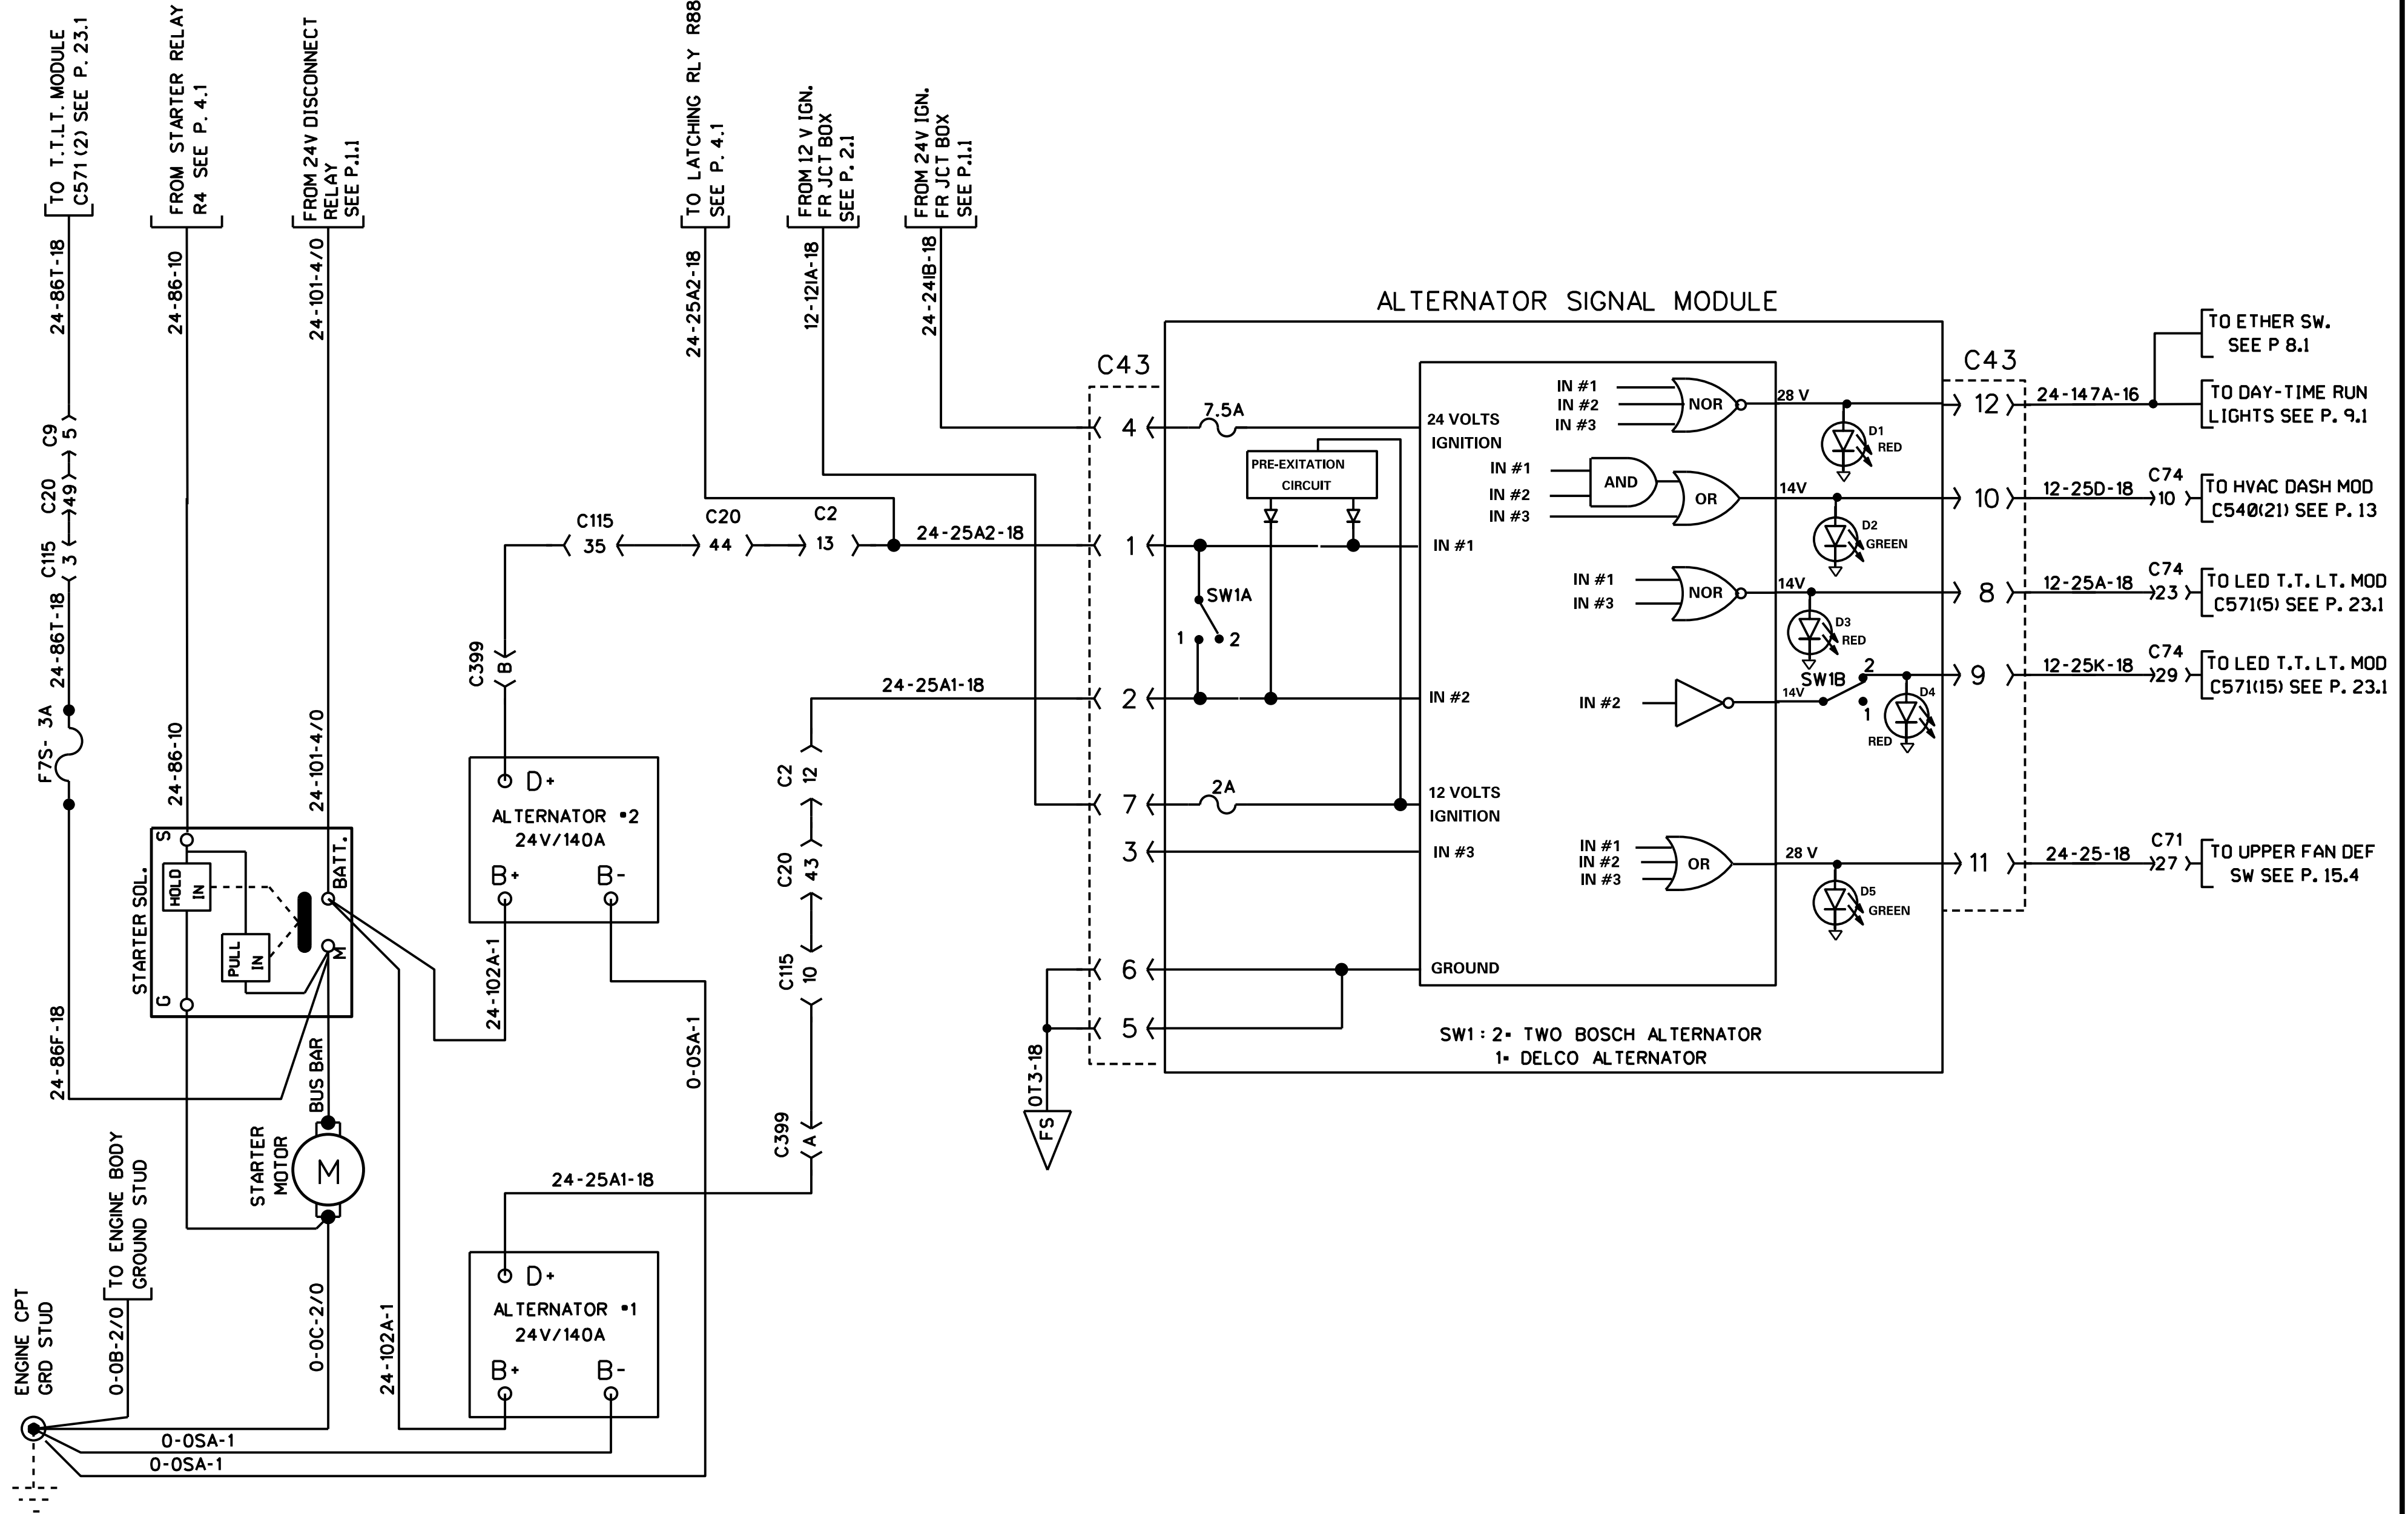 TO T.T.LT. MODULE
C571 (2) SEE P. 23.1
FROM STARTER RELAY
R4 SEE P. 4.1
FROM 24V DISCONNECT
RELAY
SEE P.1.1
TO LATCHING RLY R88
SEE P. 4.1
FROM 12 V IGN.
FR JCT BOX
SEE P. 2.1
FROM 24V IGN.
FR JCT BOX
SEE P.1.1
24-86T-18
24-86-10
24-101-4/0
24-25A2-18
12-12IA-18
24-24IB-18
C9
5
C20
49
C115
3
24-86T-18
F7S- 3A
24-86-10
24-101-4/0
24-86F-18
STARTER SOL.
S
HOLD
IN
PULL
IN
BATT.
M
G
BUS BAR
STARTER
MOTOR
M
TO ENGINE BODY
GROUND STUD
ENGINE CPT
GRD STUD
0-0B-2/0
0-0C-2/0
24-102A-1
0-0SA-1
0-0SA-1
C115
35
C20
44
C2
13
24-25A2-18
C399
B
D+
ALTERNATOR #2
24V/140A
B+
B-
24-102A-1
0-0SA-1
24-25A1-18
C2
12
C20
43
C115
10
C399
A
24-25A1-18
D+
ALTERNATOR #1
24V/140A
B+
B-
0T3-18
FS
ALTERNATOR SIGNAL MODULE
C43
4
1
2
7
3
6
5
7.5A
PRE-EXITATION
CIRCUIT
SW1A
1
2
2A
24 VOLTS
IGNITION
IN #1
IN #2
12 VOLTS
IGNITION
IN #3
GROUND
IN #1
IN #2
IN #3
NOR
28 V
D1
RED
IN #1
IN #2
IN #3
AND
OR
14V
D2
GREEN
IN #1
IN #3
NOR
14V
D3
RED
IN #2
14V
SW1B
2
1
D4
RED
IN #1
IN #2
IN #3
OR
28 V
D5
GREEN
SW1 : 2= TWO BOSCH ALTERNATOR
1= DELCO ALTERNATOR
C43
12
24-147A-16
TO ETHER SW.
SEE P 8.1
TO DAY-TIME RUN
LIGHTS SEE P. 9.1
10
12-25D-18
C74
10
TO HVAC DASH MOD
C540(21) SEE P. 13
8
12-25A-18
C74
23
TO LED T.T. LT. MOD
C571(5) SEE P. 23.1
9
12-25K-18
C74
29
TO LED T.T. LT. MOD
C571(15) SEE P. 23.1
11
24-25-18
C71
27
TO UPPER FAN DEF
SW SEE P. 15.4